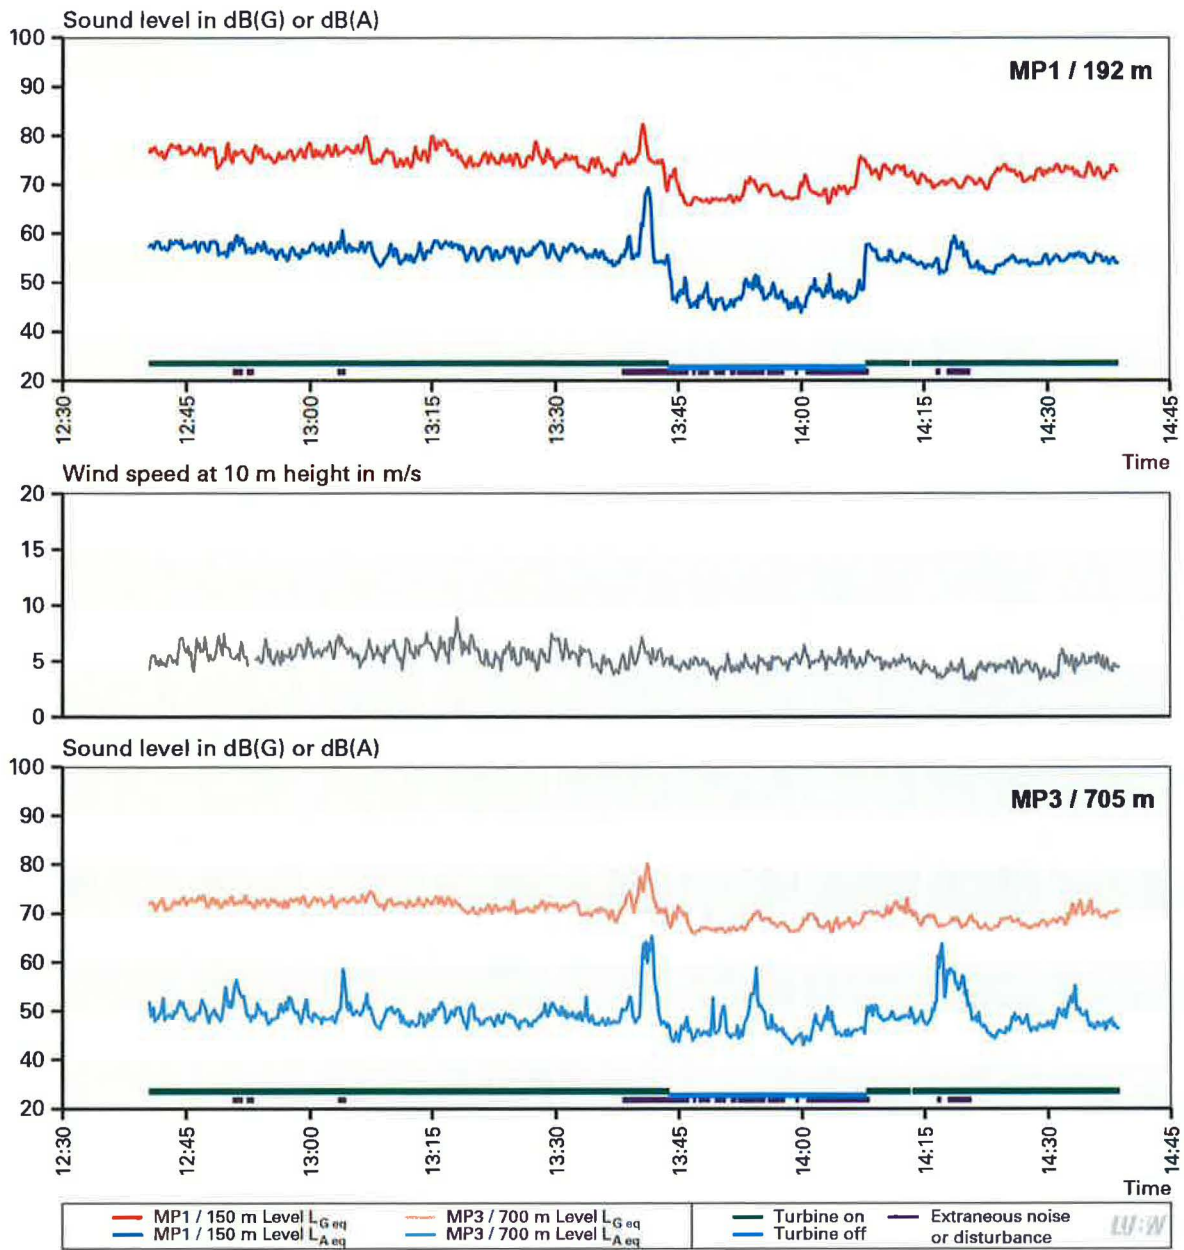 Sound level in dB(G) or dB(A)
100
90
80
70
60
50
40
20
MP1 / 192 m
12:30
12:45
13:00
13:15
13:30
13:45
14:00
14:15
14:30
14:45
Time
Wind speed at 10 m height in m/s
20
15
10
5
0
Sound level in dB(G) or dB(A)
100
90
80
70
60
50
40
20
MP3 / 705 m
12:30
12:45
13:00
13:15
13:30
13:45
14:00
14:15
14:30
14:45
Time
MP1 / 150 m Level L G eq
MP1 / 150 m Level L A eq
MP3 / 700 m Level L G eq
MP3 / 700 m Level L A eq
Turbine on
Turbine off
Extraneous noise
or disturbance
LU:W